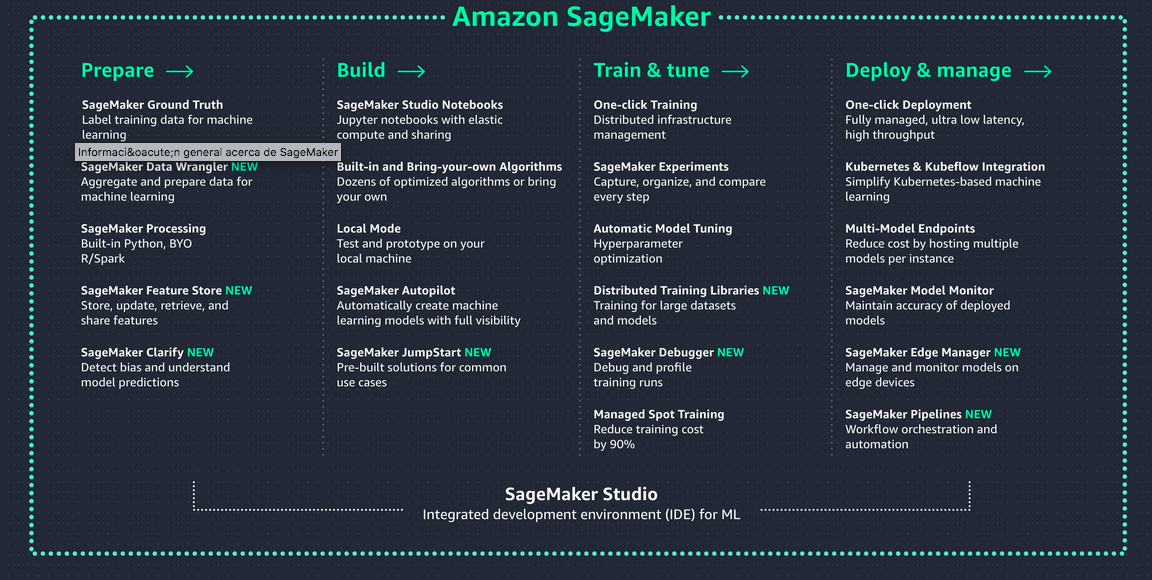 Amazon SageMaker
Prepare
SageMaker Ground Truth
Label training data for machine
learning
Informaci&oacute;n general acerca de SageMaker
SageMaker Data Wrangler NEW
Aggregate and prepare data for
machine learning
SageMaker Processing
Built-in Python, BYO
R/Spark
SageMaker Feature Store NEW
Store, update, retrieve, and
share features
SageMaker Clarify NEW
Detect bias and understand
model predictions
Build
SageMaker Studio Notebooks
Jupyter notebooks with elastic
compute and sharing
Built-in and Bring-your-own Algorithms
Dozens of optimized algorithms or bring
your own
Local Mode
Test and prototype on your
local machine
SageMaker Autopilot
Automatically create machine
learning models with full visibility
SageMaker JumpStart NEW
Pre-built solutions for common
use cases
Train & tune
One-click Training
Distributed infrastructure
management
SageMaker Experiments
Capture, organize, and compare
every step
Automatic Model Tuning
Hyperparameter
optimization
Distributed Training Libraries NEW
Training for large datasets
and models
SageMaker Debugger NEW
Debug and profile
training runs
Managed Spot Training
Reduce training cost
by 90%
Deploy & manage
One-click Deployment
Fully managed, ultra low latency,
high throughput
Kubernetes & Kubeflow Integration
Simplify Kubernetes-based machine
learning
Multi-Model Endpoints
Reduce cost by hosting multiple
models per instance
SageMaker Model Monitor
Maintain accuracy of deployed
models
SageMaker Edge Manager NEW
Manage and monitor models on
edge devices
SageMaker Pipelines NEW
Workflow orchestration and
automation
SageMaker Studio
Integrated development environment (IDE) for ML